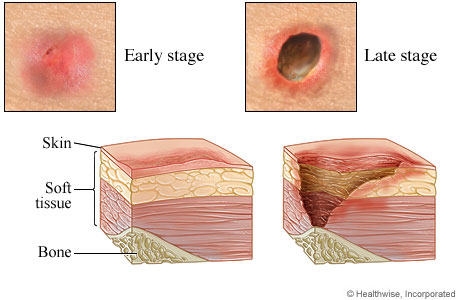 Early stage
Late stage
Skin
Soft
tissue
Bone
© Healthwise, Incorporated